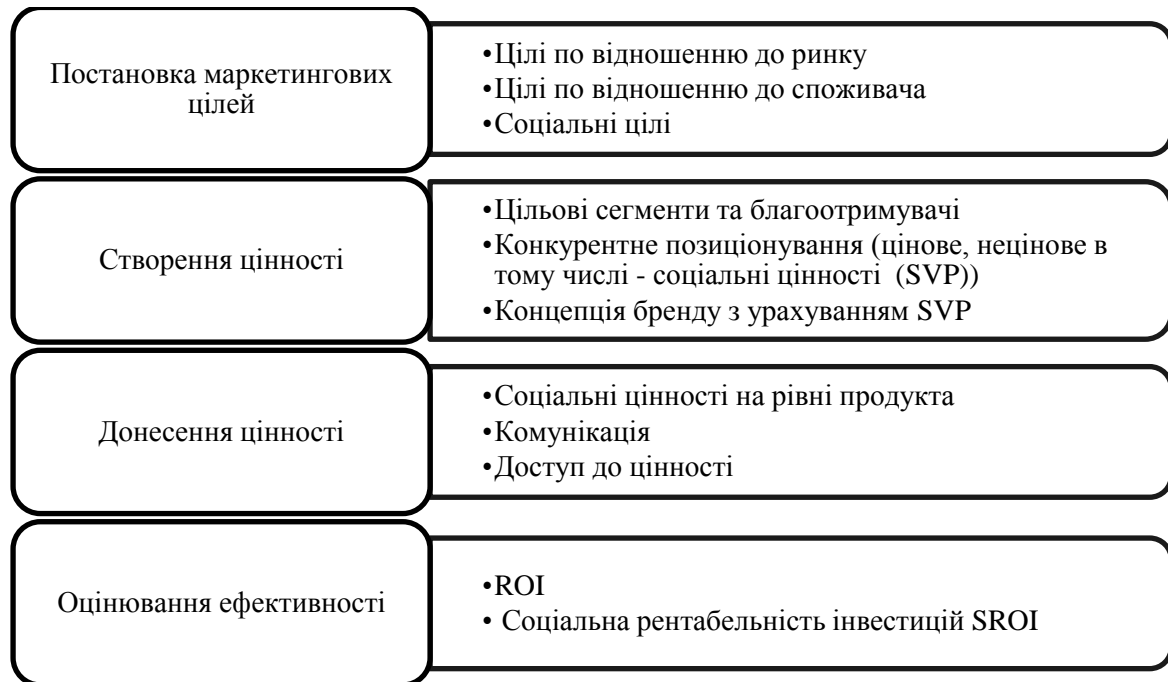 Постановка маркетингових
цілей
•Цілі по відношенню до ринку
•Цілі по відношенню до споживача
•Соціальні цілі
Створення цінності
•Цільові сегменти та благоотримувачі
•Конкурентне позиціонування (цінове, нецінове в
тому числі - соціальні цінності (SVP))
•Концепція бренду з урахуванням SVP
Донесення цінності
•Соціальні цінності на рівні продукта
•Комунікація
•Доступ до цінності
Оцінювання ефективності
•ROI
• Соціальна рентабельність інвестицій SROI